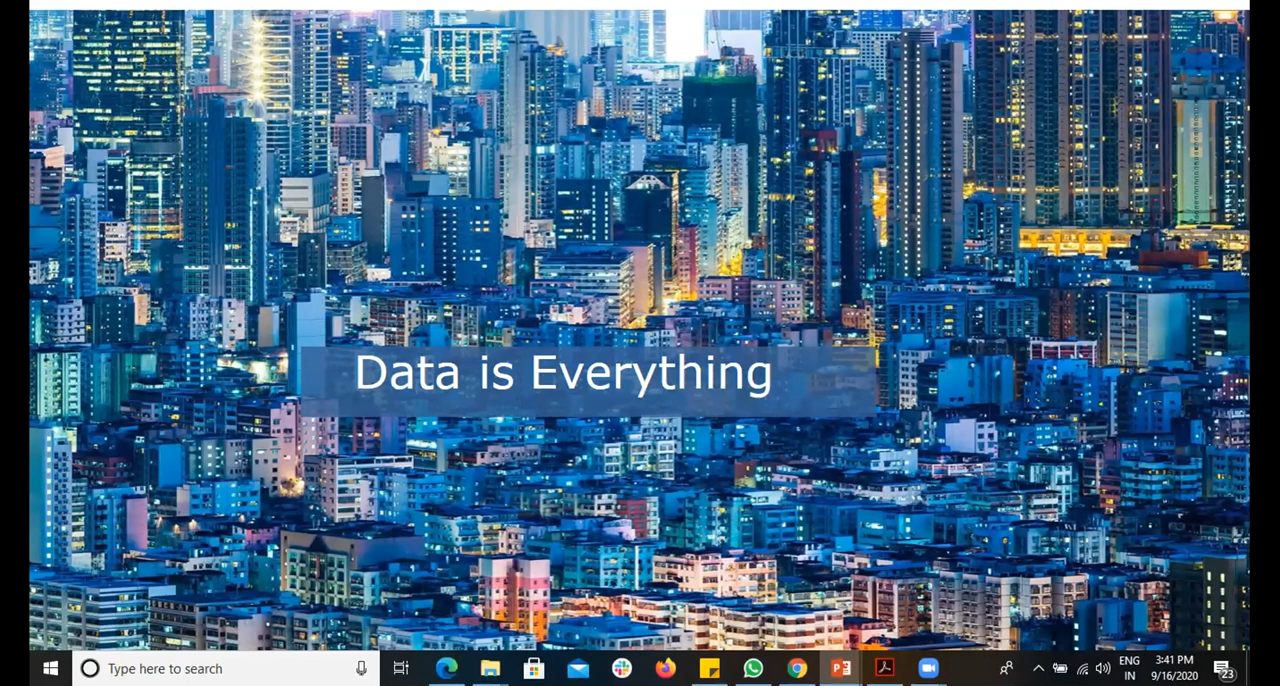 Data is Everything
Type here to search
ENG
IN
3:41 PM
9/16/2020
23